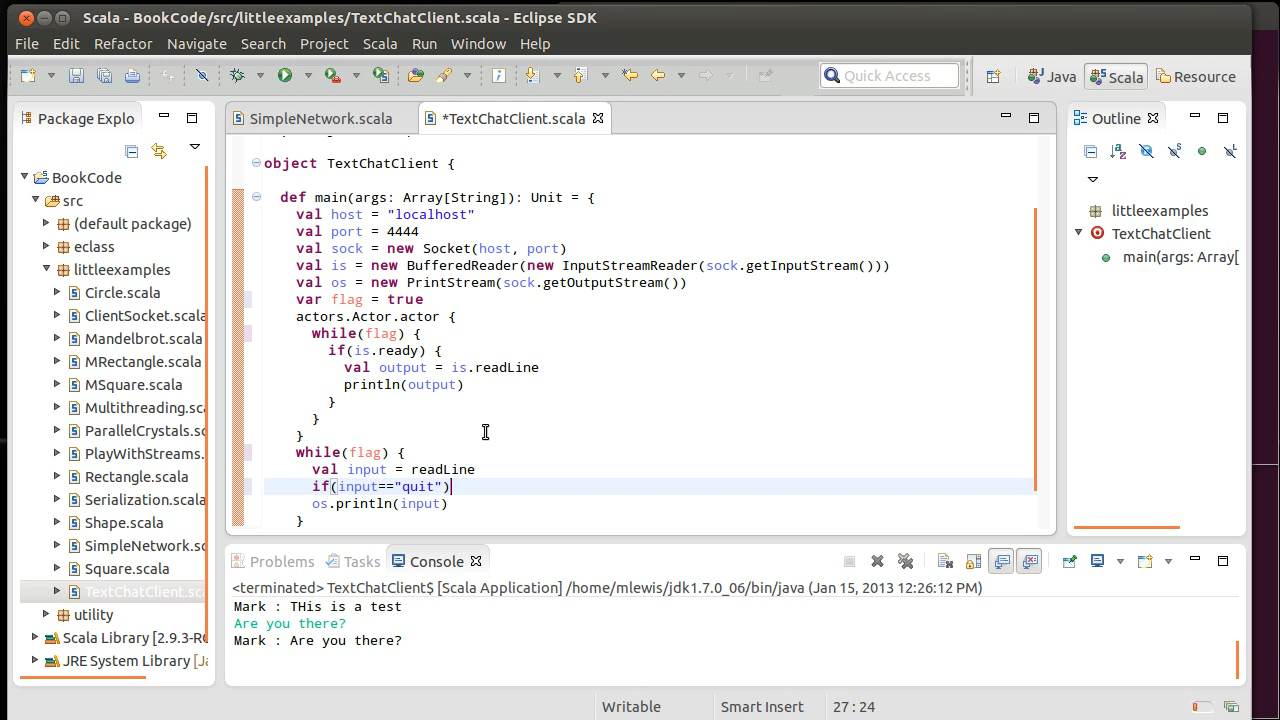 Scala - BookCode/src/littleexamples/TextChatClient.scala - Eclipse SDK
File Edit Refactor Navigate Search Project Scala Run Window Help
Quick Access
Java
Scala
Resource
Package Explo
BookCode
src
(default package)
eclass
littleexamples
Circle.scala
ClientSocket.scala
Mandelbrot.scala
MRectangle.scala
MSquare.scala
Multithreading.sca
ParallelCrystals.sc
PlayWithStreams.
Rectangle.scala
Serialization.scala
Shape.scala
SimpleNetwork.sc
Square.scala
TextChatClient.sca
utility
Scala Library [2.9.3-RC
JRE System Library [Ja
SimpleNetwork.scala
*TextChatClient.scala
object TextChatClient {
def main(args: Array[String]): Unit = {
val host = "localhost"
val port = 4444
val sock = new Socket(host, port)
val is = new BufferedReader(new InputStreamReader(sock.getInputStream()))
val os = new PrintStream(sock.getOutputStream())
var flag = true
actors.Actor.actor {
while(flag) {
if(is.ready) {
val output = is.readLine
println(output)
}
}
}
while(flag) {
val input = readLine
if(input=="quit")
os.println(input)
}
Outline
littleexamples
TextChatClient
main(args: Array[
Problems
Tasks
Console
<terminated> TextChatClient$ [Scala Application] /home/mlewis/jdk1.7.0_06/bin/java (Jan 15, 2013 12:26:12 PM)
Mark : THis is a test
Are you there?
Mark : Are you there?
Writable
Smart Insert
27 : 24